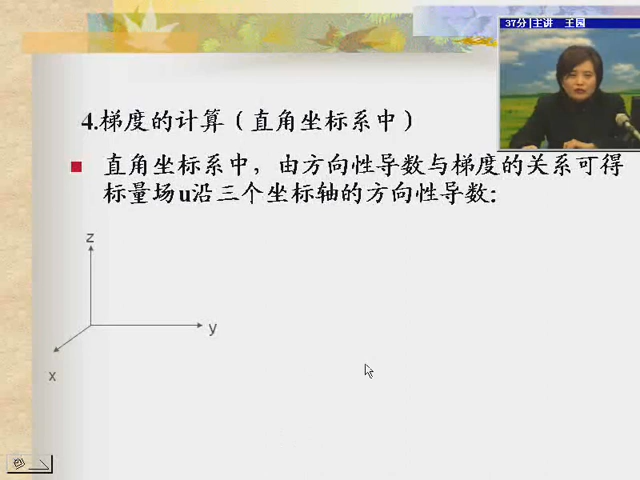 37分|主讲 王园
4.梯度的计算（直角坐标系中）
直角坐标系中，由方向性导数与梯度的关系可得
标量场u沿三个坐标轴的方向性导数：
z
y
x